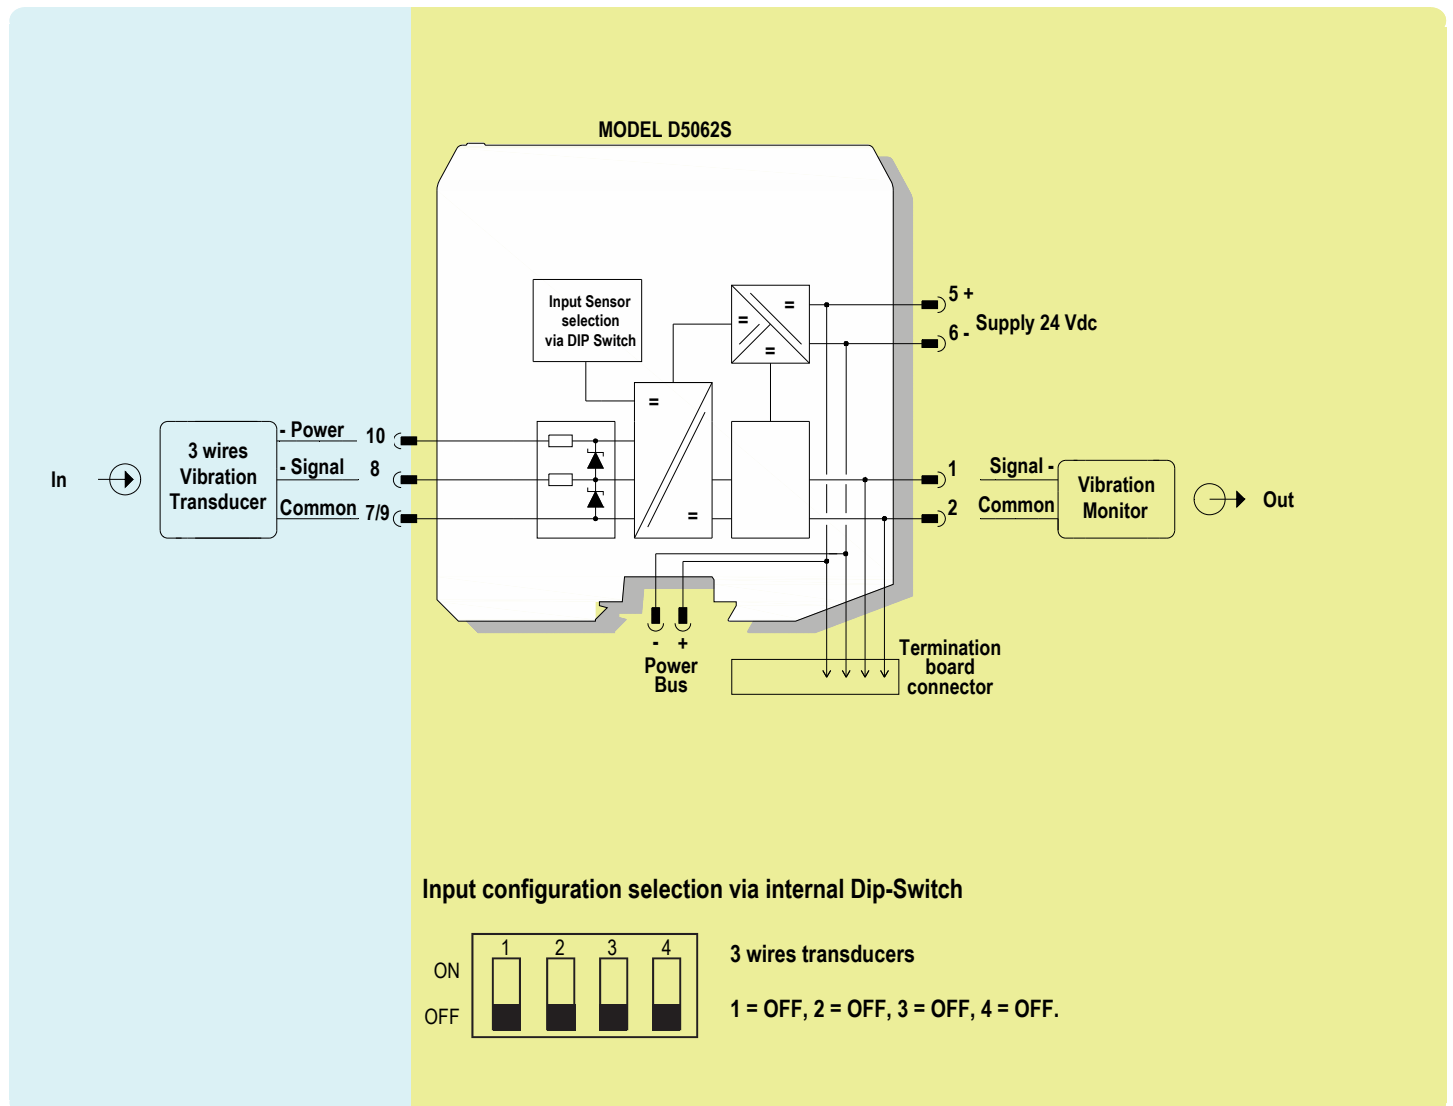 MODEL D5062S
Input Sensor
selection
via DIP Switch
=
=
=
5 +
6 -
Supply 24 Vdc
=
=
In
3 wires
Vibration
Transducer
- Power
10
- Signal
8
Common
7/9
1
2
Signal -
Common
Vibration
Monitor
Out
- +
Power
Bus
Termination
board
connector
Input configuration selection via internal Dip-Switch
ON
OFF
1 2 3 4
3 wires transducers
1 = OFF, 2 = OFF, 3 = OFF, 4 = OFF.